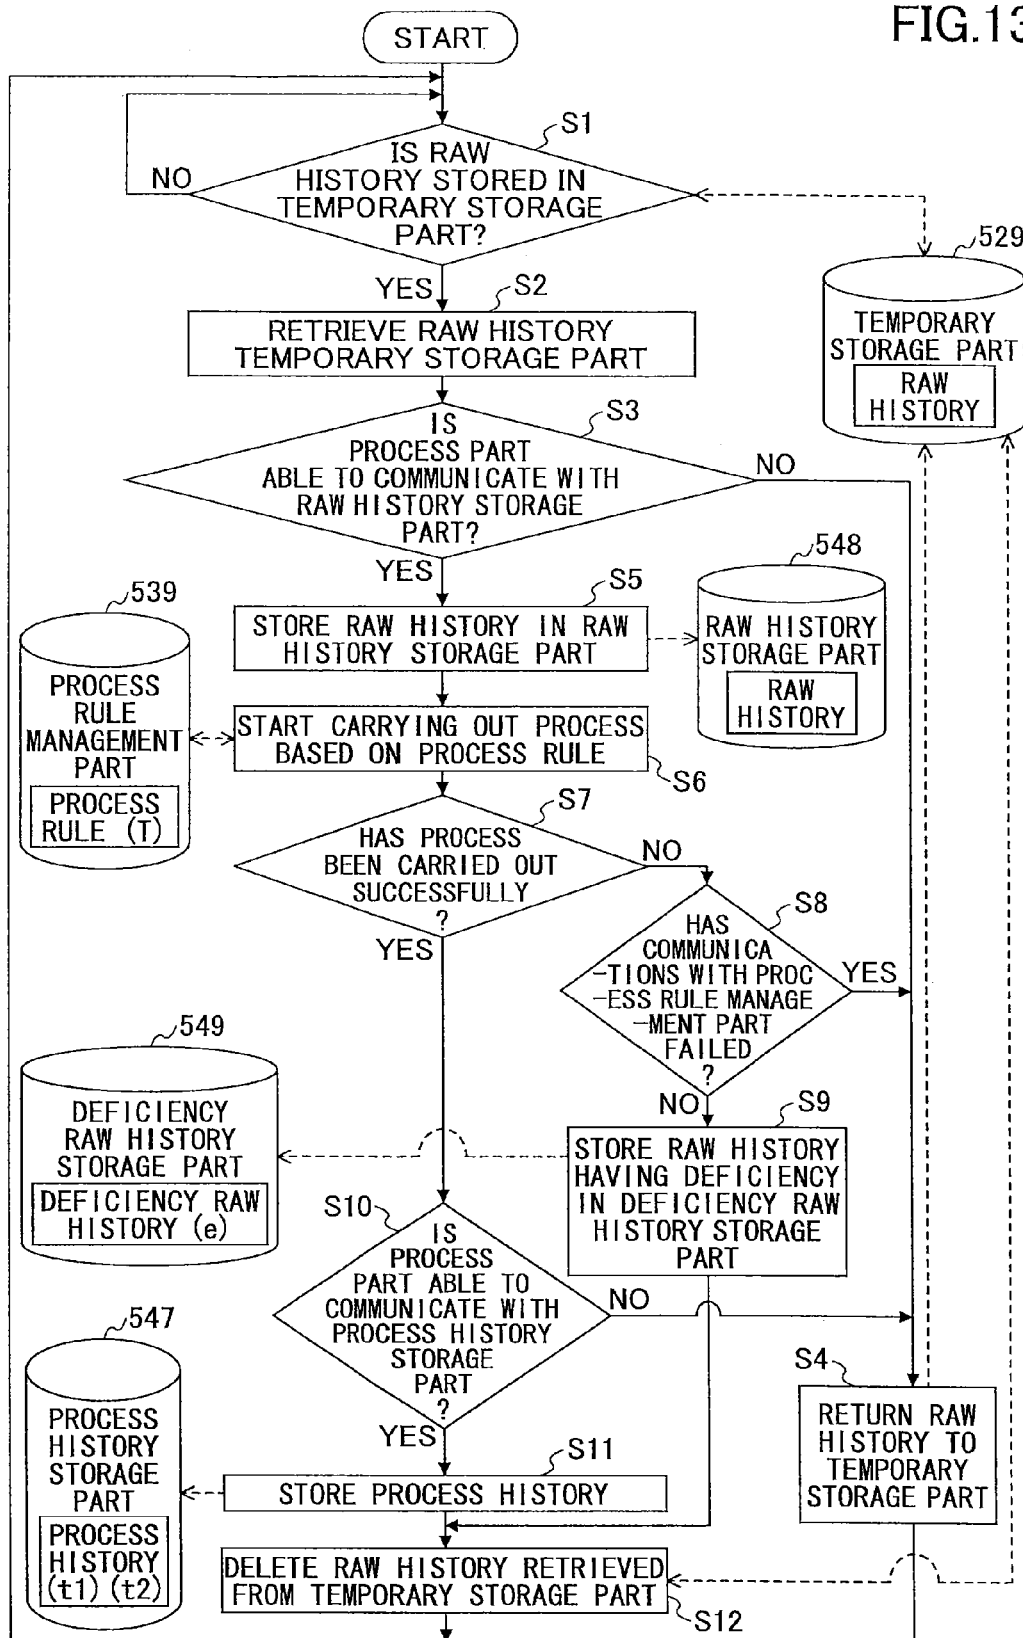 FIG.13
START
S1
IS RAW
HISTORY STORED IN
TEMPORARY STORAGE
PART?
NO
YES
529
TEMPORARY
STORAGE PART
RAW
HISTORY
S2
RETRIEVE RAW HISTORY
TEMPORARY STORAGE PART
S3
IS
PROCESS PART
ABLE TO COMMUNICATE WITH
RAW HISTORY STORAGE
PART?
NO
YES
S5
STORE RAW HISTORY IN RAW
HISTORY STORAGE PART
548
RAW HISTORY
STORAGE PART
RAW
HISTORY
539
PROCESS
RULE
MANAGEMENT
PART
PROCESS
RULE (T)
START CARRYING OUT PROCESS
BASED ON PROCESS RULE
S6
S7
HAS PROCESS
BEEN CARRIED OUT
SUCCESSFULLY
?
NO
YES
S8
HAS
COMMUNICA
-TIONS WITH PROC
-ESS RULE MANAGE
-MENT PART
FAILED
?
YES
NO
549
DEFICIENCY
RAW HISTORY
STORAGE PART
DEFICIENCY RAW
HISTORY (e)
S9
STORE RAW HISTORY
HAVING DEFICIENCY
IN DEFICIENCY RAW
HISTORY STORAGE
PART
S10
IS
PROCESS
PART ABLE TO
COMMUNICATE WITH
PROCESS HISTORY
STORAGE
PART
?
NO
YES
S4
RETURN RAW
HISTORY TO
TEMPORARY
STORAGE PART
547
PROCESS
HISTORY
STORAGE
PART
PROCESS
HISTORY
(t1) (t2)
S11
STORE PROCESS HISTORY
DELETE RAW HISTORY RETRIEVED
FROM TEMPORARY STORAGE PART
S12